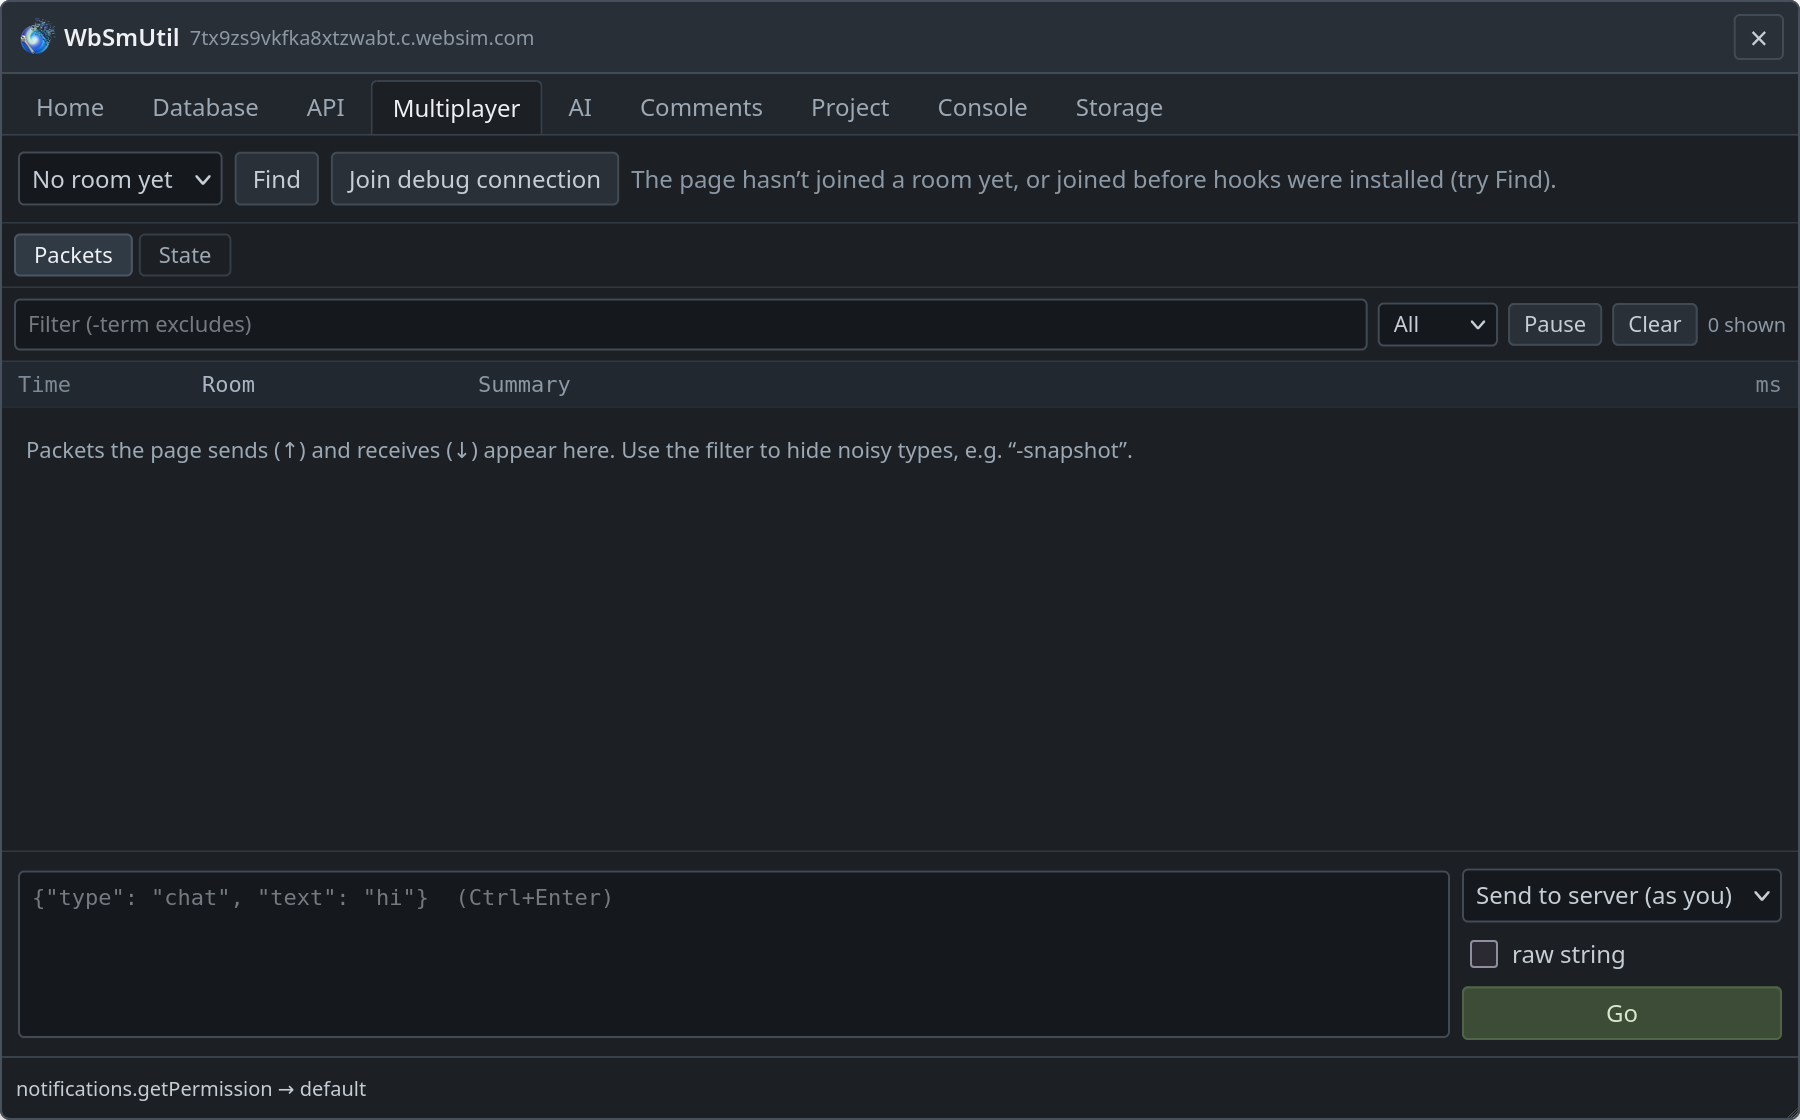 WbSmUtil 7tx9zs9vkfka8xtzwabt.c.websim.com ×
Home Database API Multiplayer AI Comments Project Console Storage
No room yet Find Join debug connection The page hasn’t joined a room yet, or joined before hooks were installed (try Find).
Packets State
Filter (-term excludes) All Pause Clear 0 shown
Time Room Summary ms
Packets the page sends (↑) and receives (↓) appear here. Use the filter to hide noisy types, e.g. “-snapshot”.
{"type": "chat", "text": "hi"}  (Ctrl+Enter) Send to server (as you)
raw string
Go
notifications.getPermission → default